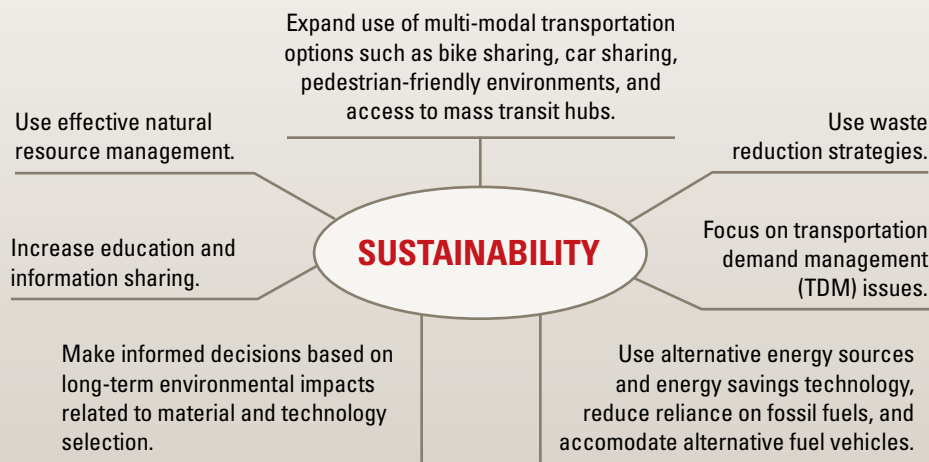 Expand use of multi-modal transportation
options such as bike sharing, car sharing,
pedestrian-friendly environments, and
access to mass transit hubs.
Use effective natural
resource management.
Use waste
reduction strategies.
SUSTAINABILITY
Increase education and
information sharing.
Focus on transportation
demand management
(TDM) issues.
Make informed decisions based on
long-term environmental impacts
related to material and technology
selection.
Use alternative energy sources
and energy savings technology,
reduce reliance on fossil fuels, and
accomodate alternative fuel vehicles.